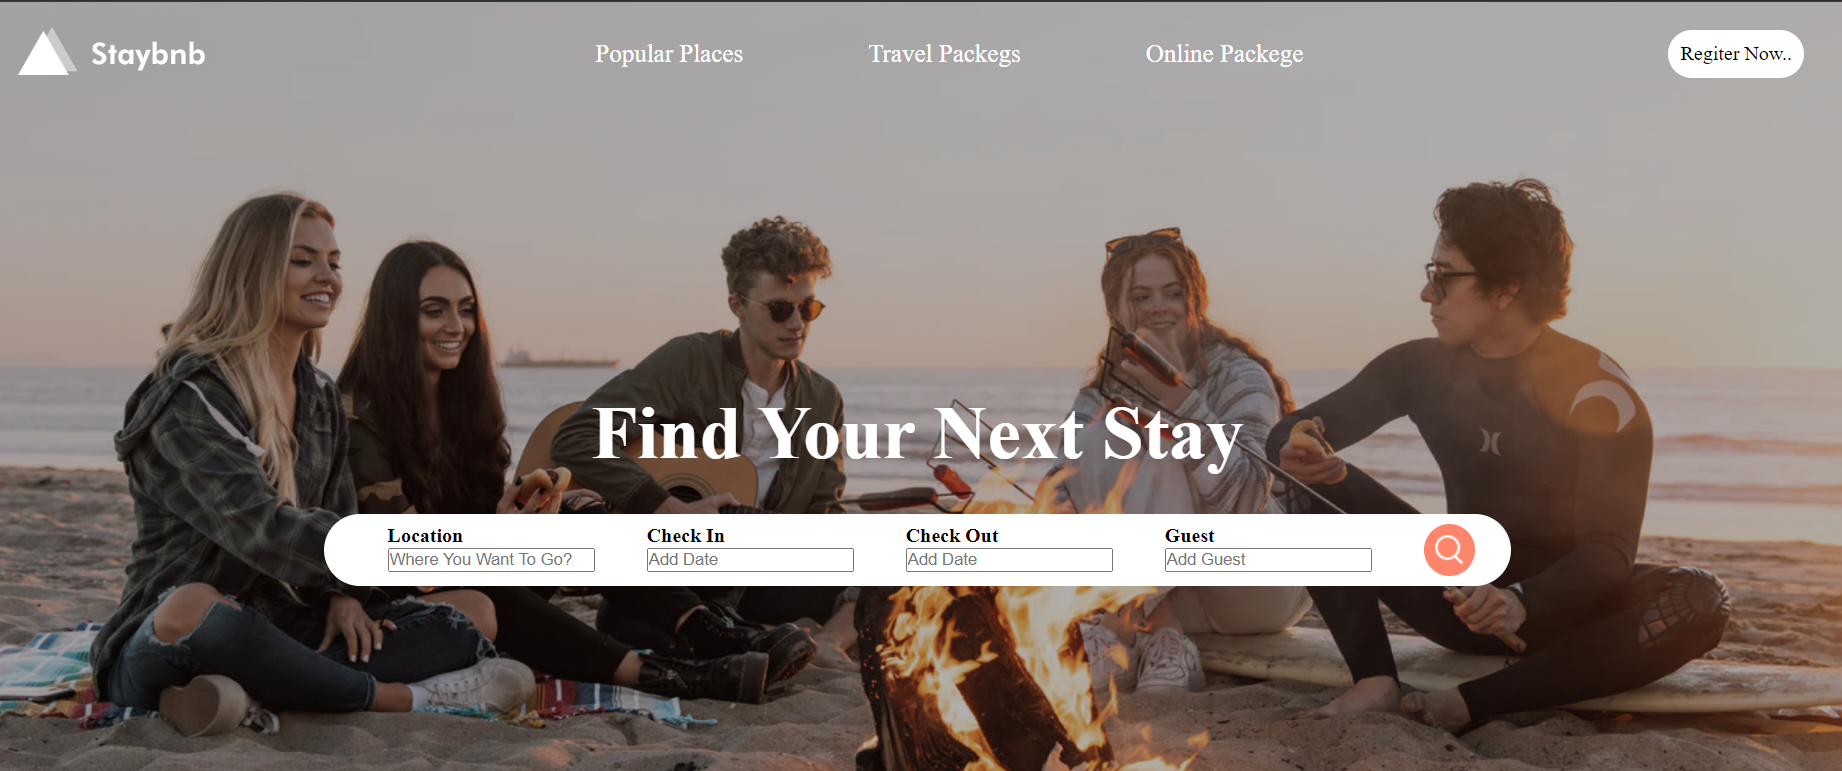 Staybnb
Popular Places
Travel Packegs
Online Packege
Regiter Now..
Find Your Next Stay
Location
Where You Want To Go?
Check In
Add Date
Check Out
Add Date
Guest
Add Guest